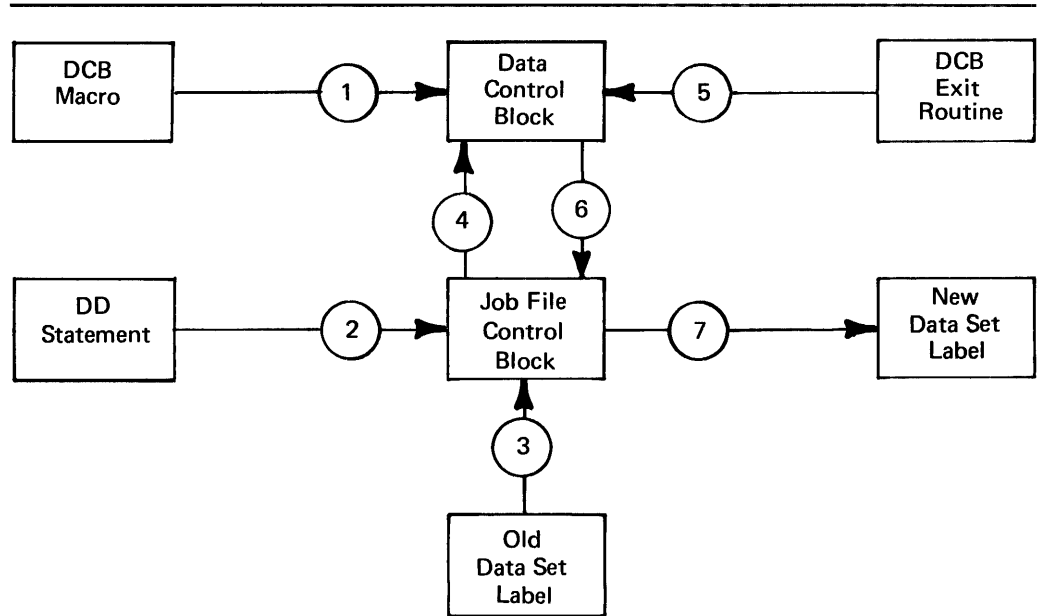 DCB
Macro
1
Data
Control
Block
5
DCB
Exit
Routine
4
6
DD
Statement
2
Job File
Control
Block
7
New
Data Set
Label
3
Old
Data Set
Label